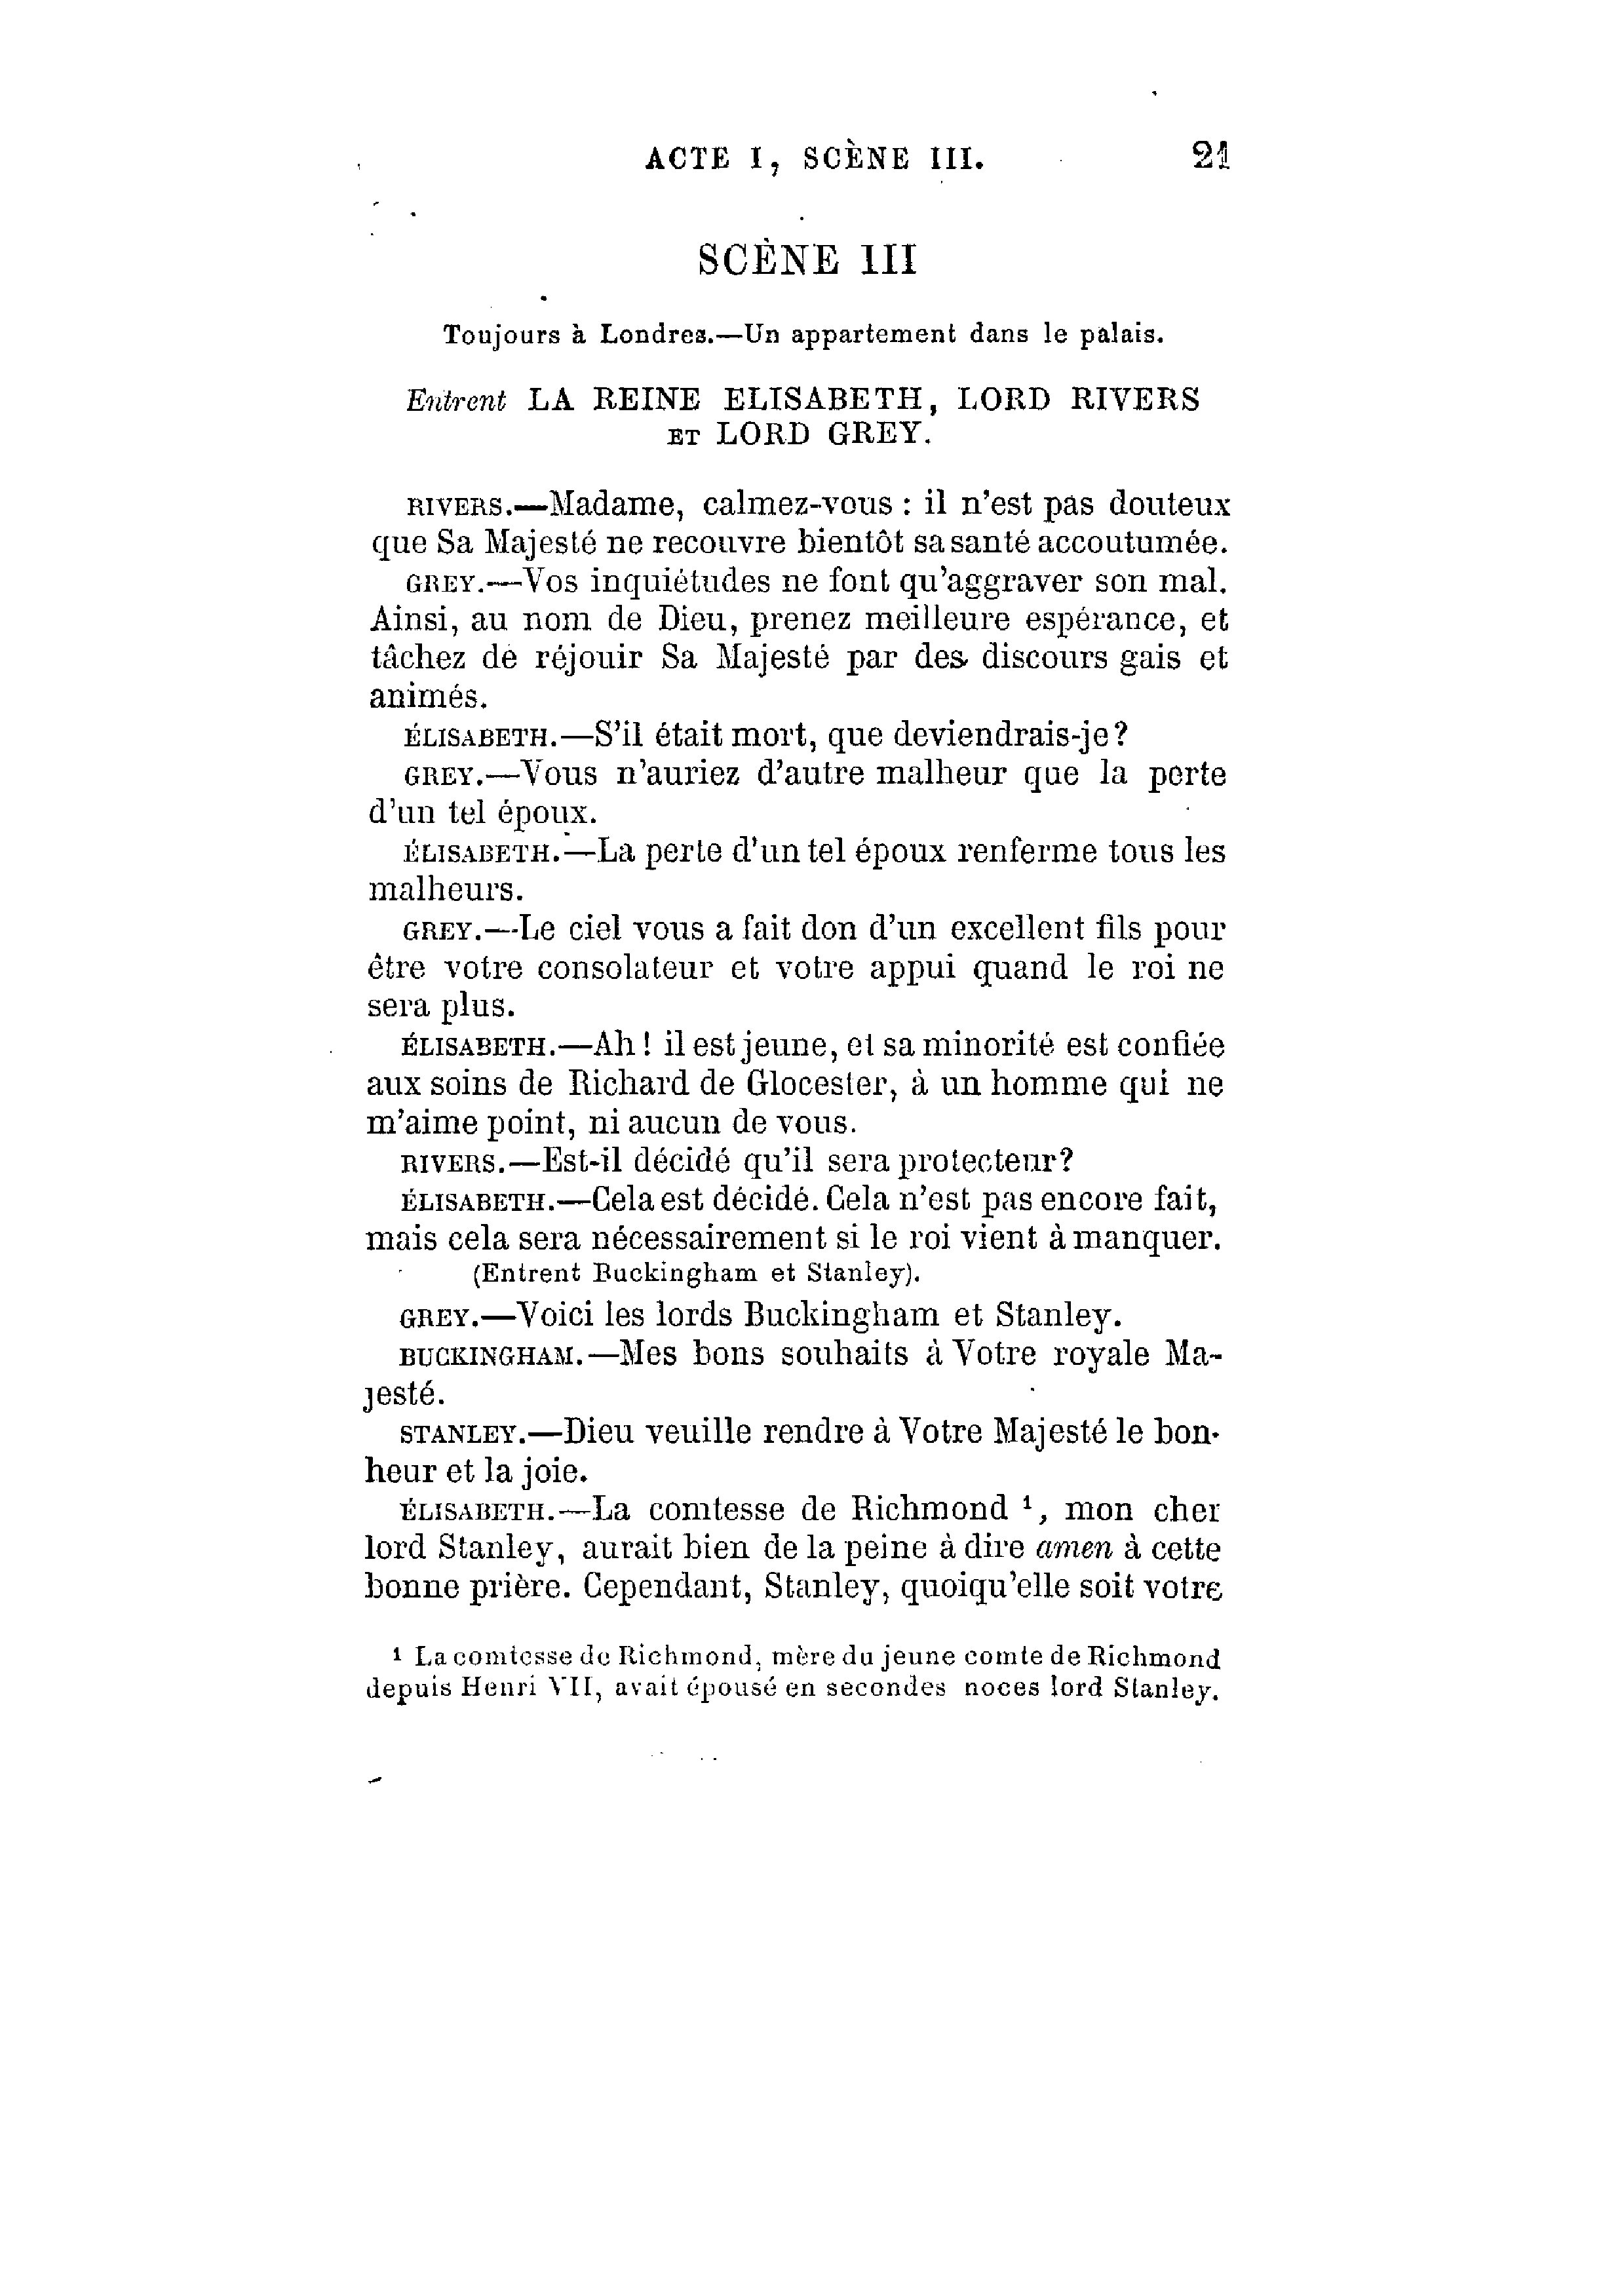 ACTE I, SCÈNE III. 21
SCÈNE III
Toujours à Londres.—Un appartement dans le palais.
Entrent LA REINE ELISABETH, LORD RIVERS
ET LORD GREY.
RIVERS.—Madame, calmez-vous : il n'est pas douteux
que Sa Majesté ne recouvre bientôt sa santé accoutumée.
GREY.—Vos inquiétudes ne font qu'aggraver son mal.
Ainsi, au nom de Dieu, prenez meilleure espérance, et
tâchez de réjouir Sa Majesté par des discours gais et
animés.
ÉLISABETH.—S'il était mort, que deviendrais-je?
GREY.—Vous n'auriez d'autre malheur que la perte
d'un tel époux.
ÉLISABETH.—La perte d'un tel époux renferme tous les
malheurs.
GREY.—Le ciel vous a fait don d'un excellent fils pour
être votre consolateur et votre appui quand le roi ne
sera plus.
ÉLISABETH.—Ah! il est jeune, et sa minorité est confiée
aux soins de Richard de Glocester, à un homme qui ne
m'aime point, ni aucun de vous.
RIVERS.—Est-il décidé qu'il sera protecteur?
ÉLISABETH.—Cela est décidé. Cela n'est pas encore fait,
mais cela sera nécessairement si le roi vient à manquer.
(Entrent Buckingham et Stanley).
GREY.—Voici les lords Buckingham et Stanley.
BUCKINGHAM.—Mes bons souhaits à Votre royale Ma-
jesté.
STANLEY.—Dieu veuille rendre à Votre Majesté le bon-
heur et la joie.
ÉLISABETH.—La comtesse de Richmond ¹, mon cher
lord Stanley, aurait bien de la peine à dire amen à cette
bonne prière. Cependant, Stanley, quoiqu'elle soit votre
¹ La comtesse de Richmond, mère du jeune comte de Richmond
depuis Henri VII, avait épousé en secondes noces lord Stanley.